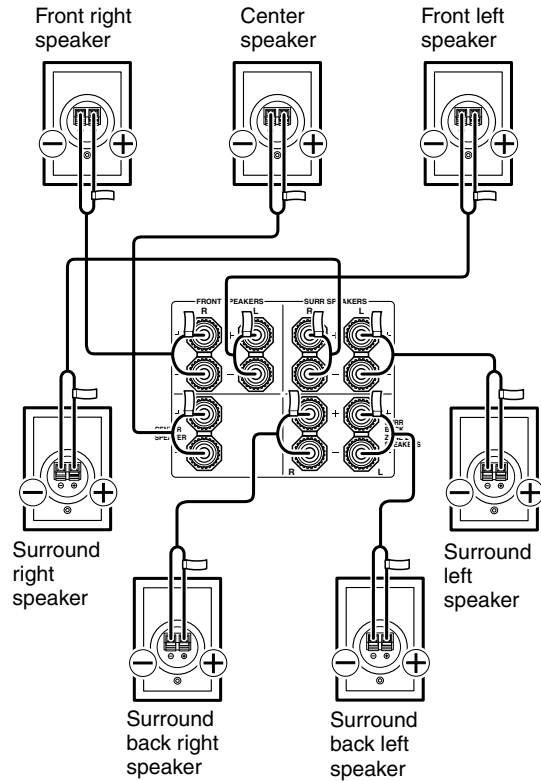 Front right
speaker
Center
speaker
Front left
speaker
FRONT
SURR
R
L
R
L
+
+
–
–
+
–
R
L
Surround
right
speaker
Surround
left
speaker
Surround
back right
speaker
Surround
back left
speaker